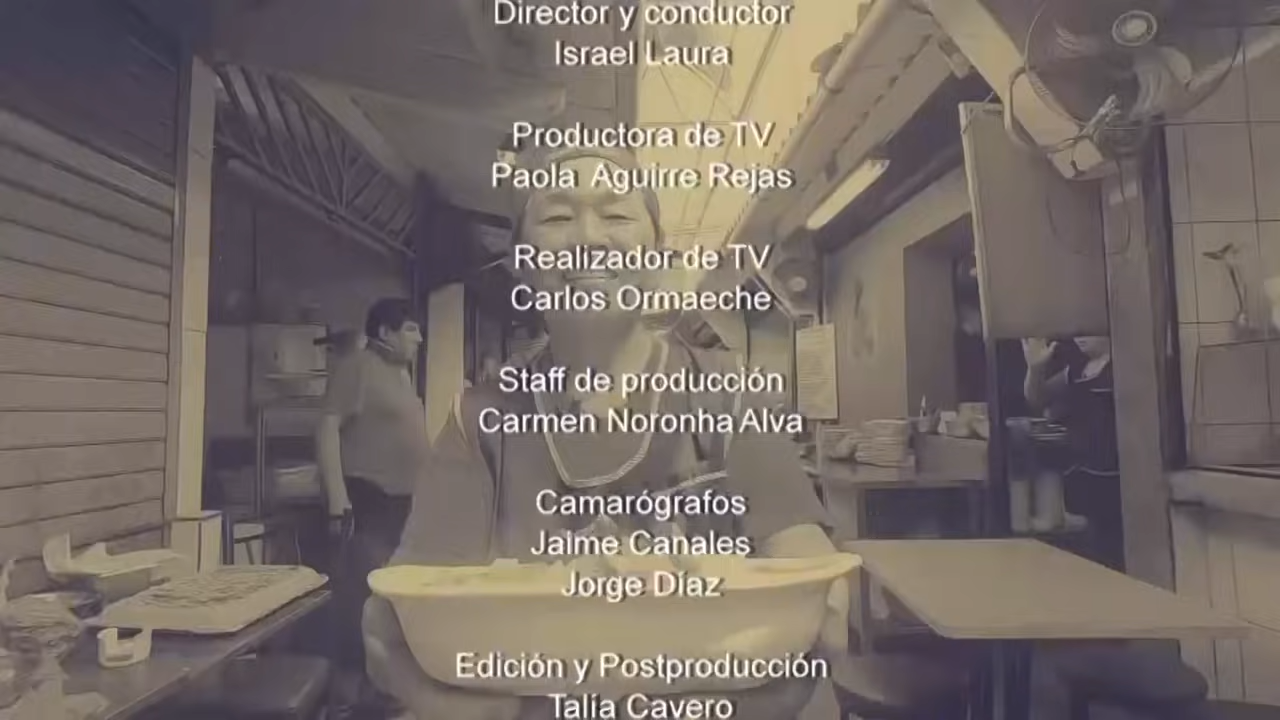 Director y conductor
Israel Laura
Productora de TV
Paola Aguirre Rejas
Realizador de TV
Carlos Ormaeche
Staff de producción
Carmen Noronha Alva
Camarógrafos
Jaime Canales
Jorge Díaz
Edición y Postproducción
Talía Cavero